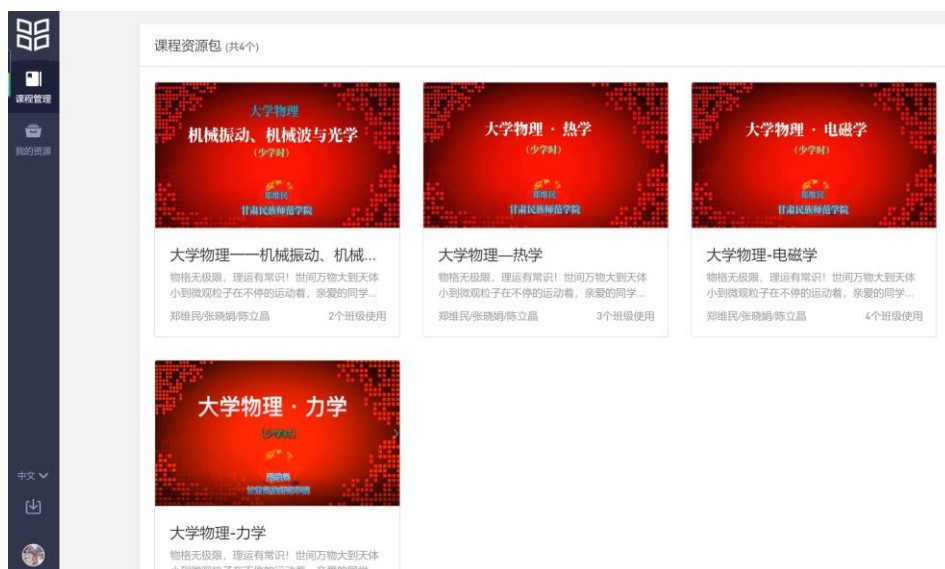 课程资源包 (共4个)
课程管理
我的资源
大学物理
机械振动、机械波与光学
(少学时)
郑维民
甘肃民族师范学院
大学物理 · 热学
(少学时)
郑维民
甘肃民族师范学院
大学物理 · 电磁学
(少学时)
郑维民
甘肃民族师范学院
大学物理——机械振动、机械...
物格无极限，理运有常识！世间万物大到天体
小到微观粒子在不停的运动着，亲爱的同学...
郑维民/张晓娟/陈立晶
2个班级使用
大学物理—热学
物格无极限，理运有常识！世间万物大到天体
小到微观粒子在不停的运动着，亲爱的同学...
郑维民/张晓娟/陈立晶
3个班级使用
大学物理-电磁学
物格无极限，理运有常识！世间万物大到天体
小到微观粒子在不停的运动着，亲爱的同学...
郑维民/张晓娟/陈立晶
4个班级使用
大学物理 · 力学
(少学时)
郑维民
甘肃民族师范学院
大学物理-力学
物格无极限，理运有常识！世间万物大到天体
中文